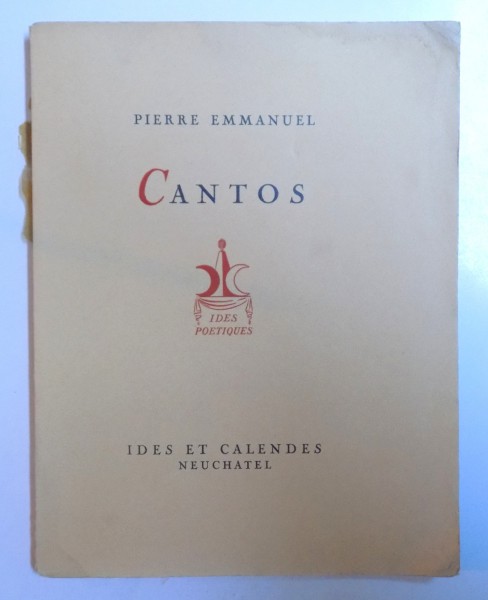 PIERRE EMMANUEL
CANTOS
IDES
POETIQUES
IDES ET CALENDES
NEUCHATEL